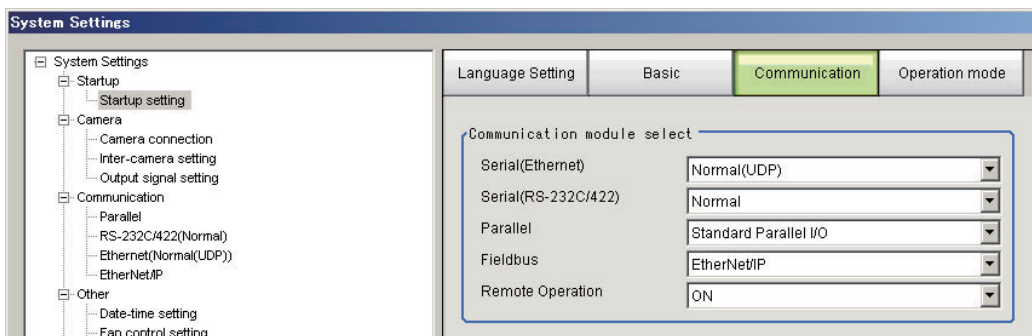 System Settings
System Settings
Startup
Startup setting
Camera
Camera connection
Inter-camera setting
Output signal setting
Communication
Parallel
RS-232C/422(Normal)
Ethernet(Normal(UDP))
EtherNet/IP
Other
Date-time setting
Fan control setting
Language Setting Basic Communication Operation mode
Communication module select
Serial(Ethernet) Normal(UDP)
Serial(RS-232C/422) Normal
Parallel Standard Parallel I/O
Fieldbus EtherNet/IP
Remote Operation ON